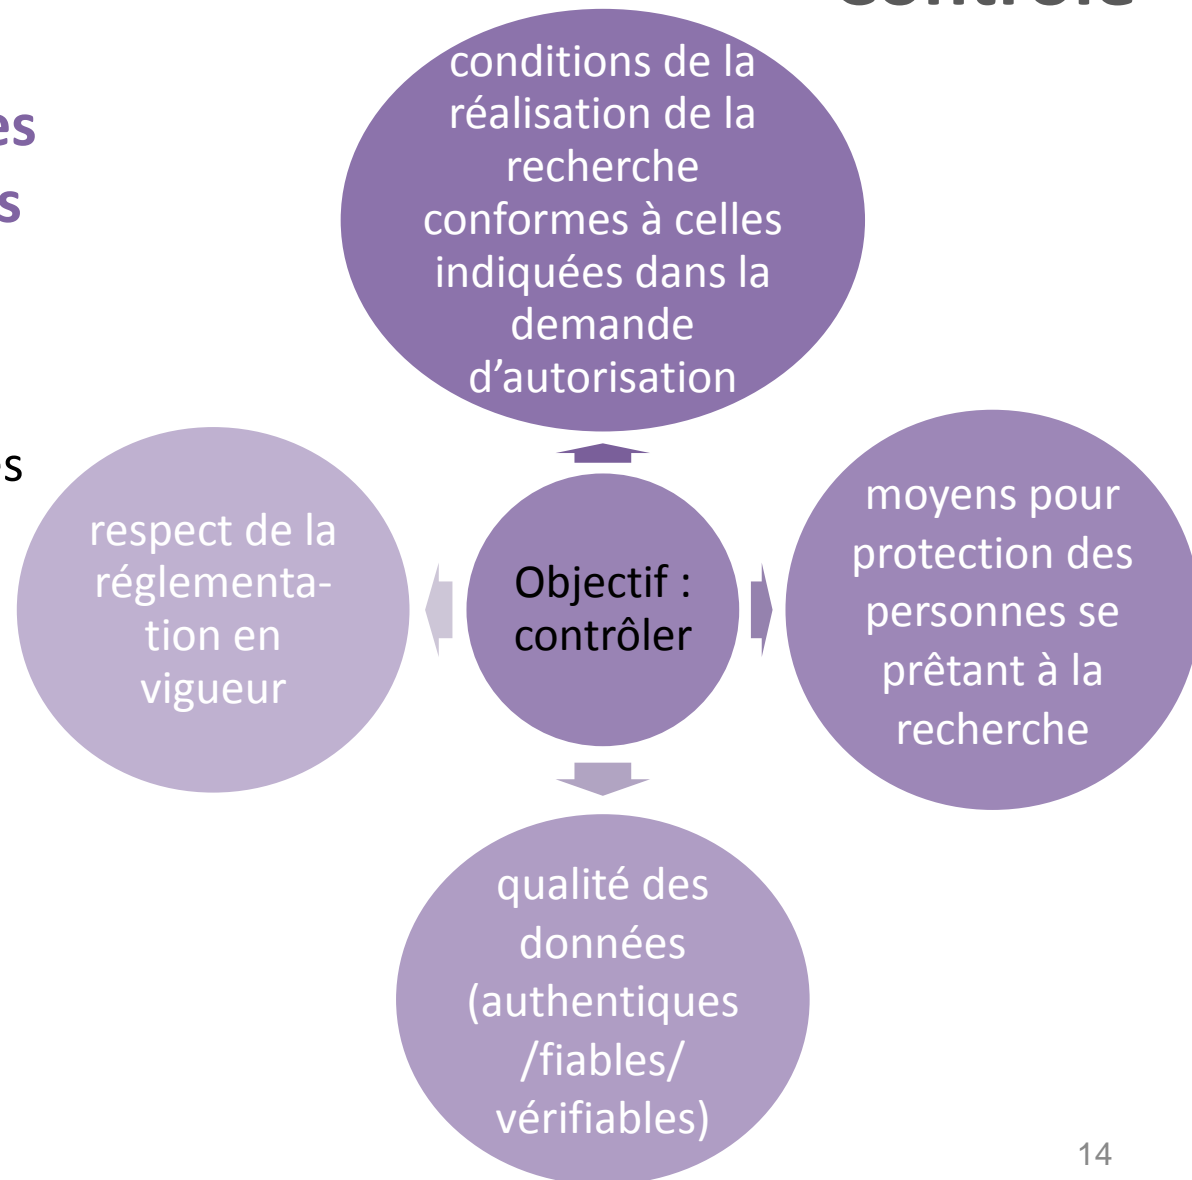 conditions de la
réalisation de la
recherche
conformes à celles
indiquées dans la
demande
d'autorisation
respect de la
réglementa-
tion en
vigueur
Objectif :
contrôler
moyens pour
protection des
personnes se
prêtant à la
recherche
qualité des
données
(authentiques
/fiables/
vérifiables)
14